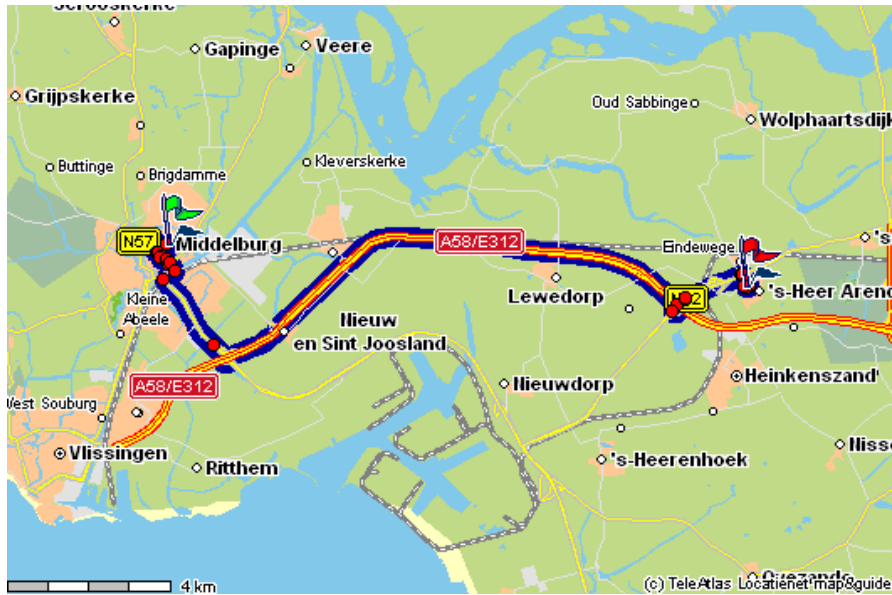 Gapinge
Veere
Grijpskerke
Oud Sabbinge
Wolphaartsdijk
Buttinge
Kleverskerke
Brigdamme
N57
Middelburg
A58/E312
Eindewege
's
Lewedorp
's-Heer Arend
Kleine
Abeele
Nieuw
en Sint Joosland
A58/E312
Nieuwdorp
Heinkenszand
West Souburg
Vlissingen
Ritthem
's-Heerenhoek
Nisse
4 km
(c) TeleAtlas Locatienet map&guide